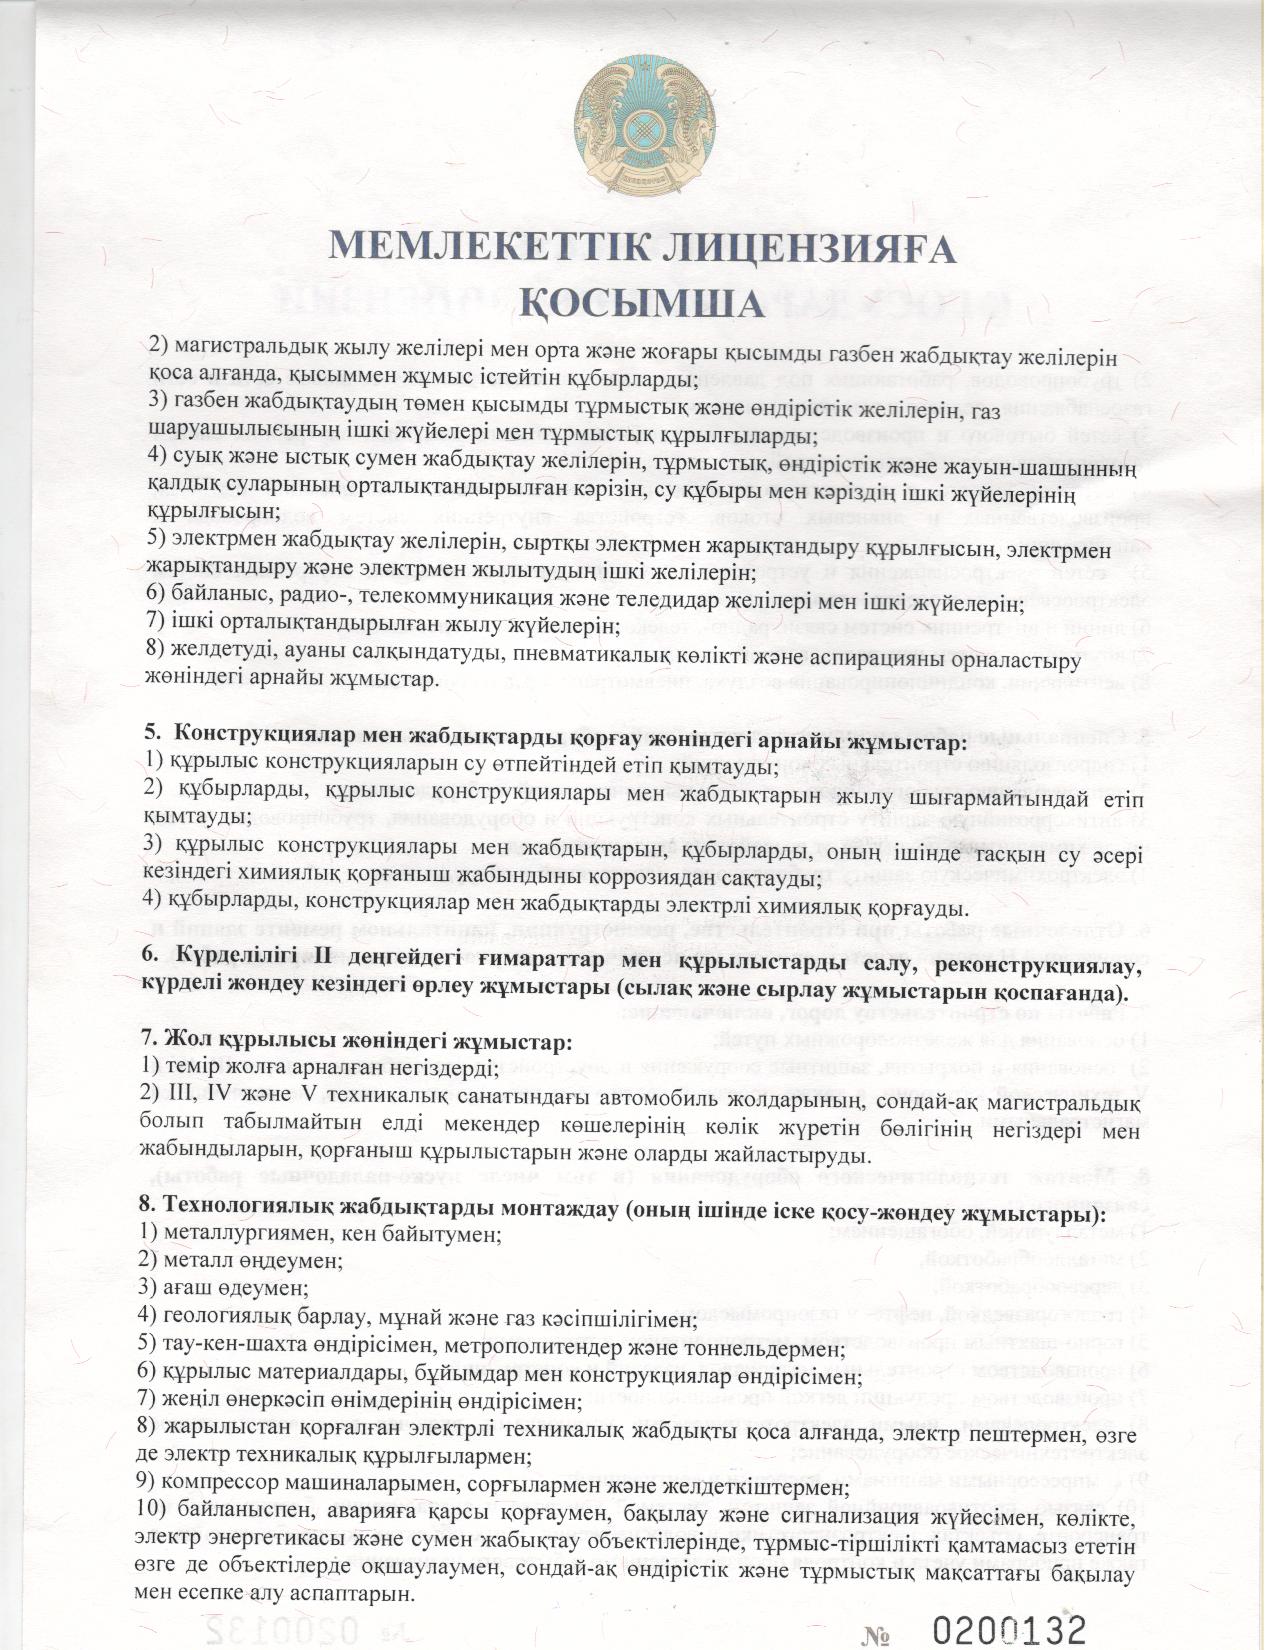 МЕМЛЕКЕТТІК ЛИЦЕНЗИЯҒА
ҚОСЫМША
2) магистральдық жылу желілері мен орта және жоғары қысымды газбен жабдықтау желілерін
қоса алғанда, қысыммен жұмыс істейтін құбырларды;
3) газбен жабдықтаудың төмен қысымды тұрмыстық және өндірістік желілерін, газ
шаруашылысының ішкі жүйелері мен тұрмыстық құрылғыларды;
4) суық және ыстық сумен жабдықтау желілерін, тұрмыстық, өндірістік және жауын-шашынның
қалдық суларының орталықтандырылған кәрізін, су құбыры мен кәріздің ішкі жүйелерінің
құрылғысын;
5) электрмен жабдықтау желілерін, сыртқы электрмен жарықтандыру құрылғысын, электрмен
жарықтандыру және электрмен жылытудың ішкі желілерін;
6) байланыс, радио-, телекоммуникация және теледидар желілері мен ішкі жүйелерін;
7) ішкі орталықтандырылған жылу жүйелерін;
8) желдетуді, ауаны салқындатуды, пневматикалық көлікті және аспирацияны орналастыру
жөніндегі арнайы жұмыстар.
5. Конструкциялар мен жабдықтарды қорғау жөніндегі арнайы жұмыстар:
1) құрылыс конструкцияларын су өтпейтіндей етіп қымтауды;
2) құбырларды, құрылыс конструкциялары мен жабдықтарын жылу шығармайтындай етіп
қымтауды;
3) құрылыс конструкциялары мен жабдықтарын, құбырларды, оның ішінде тасқын су әсері
кезіндегі химиялық қорғаныш жабындыны коррозиядан сақтауды;
4) құбырларды, конструкциялар мен жабдықтарды электрлі химиялық қорғауды.
6. Күрделілігі II деңгейдегі ғимараттар мен құрылыстарды салу, реконструкциялау,
күрделі жөндеу кезіндегі өрлеу жұмыстары (сылақ және сырлау жұмыстарын қоспағанда).
7. Жол құрылысы жөніндегі жұмыстар:
1) темір жолға арналған негіздерді;
2) III, IV және V техникалық санатындағы автомобиль жолдарының, сондай-ақ магистральдық
болып табылмайтын елді мекендер көшелерінің көлік жүретін бөлігінің негіздері мен
жабындыларын, қорғаныш құрылыстарын және оларды жайластыруды.
8. Технологиялық жабдықтарды монтаждау (оның ішінде іске қосу-жөндеу жұмыстары):
1) металлургиямен, кен байытумен;
2) металл өңдеумен;
3) ағаш өдеумен;
4) геологиялық барлау, мұнай және газ кәсіпшілігімен;
5) тау-кен-шахта өндірісімен, метрополитендер және тоннельдермен;
6) құрылыс материалдары, бұйымдар мен конструкциялар өндірісімен;
7) жеңіл өнеркәсіп өнімдерінің өндірісімен;
8) жарылыстан қорғалған электрлі техникалық жабдықты қоса алғанда, электр пештермен, өзге
де электр техникалық құрылғылармен;
9) компрессор машиналарымен, сорғылармен және желдеткіштермен;
10) байланыспен, аварияға қарсы қорғаумен, бақылау және сигнализация жүйесімен, көлікте,
электр энергетикасы және сумен жабықтау объектілерінде, тұрмыс-тіршілікті қамтамасыз ететін
өзге де объектілерде оқшаулаумен, сондай-ақ өндірістік және тұрмыстық мақсаттағы бақылау
мен есепке алу аспаптарын.
№ 0200132